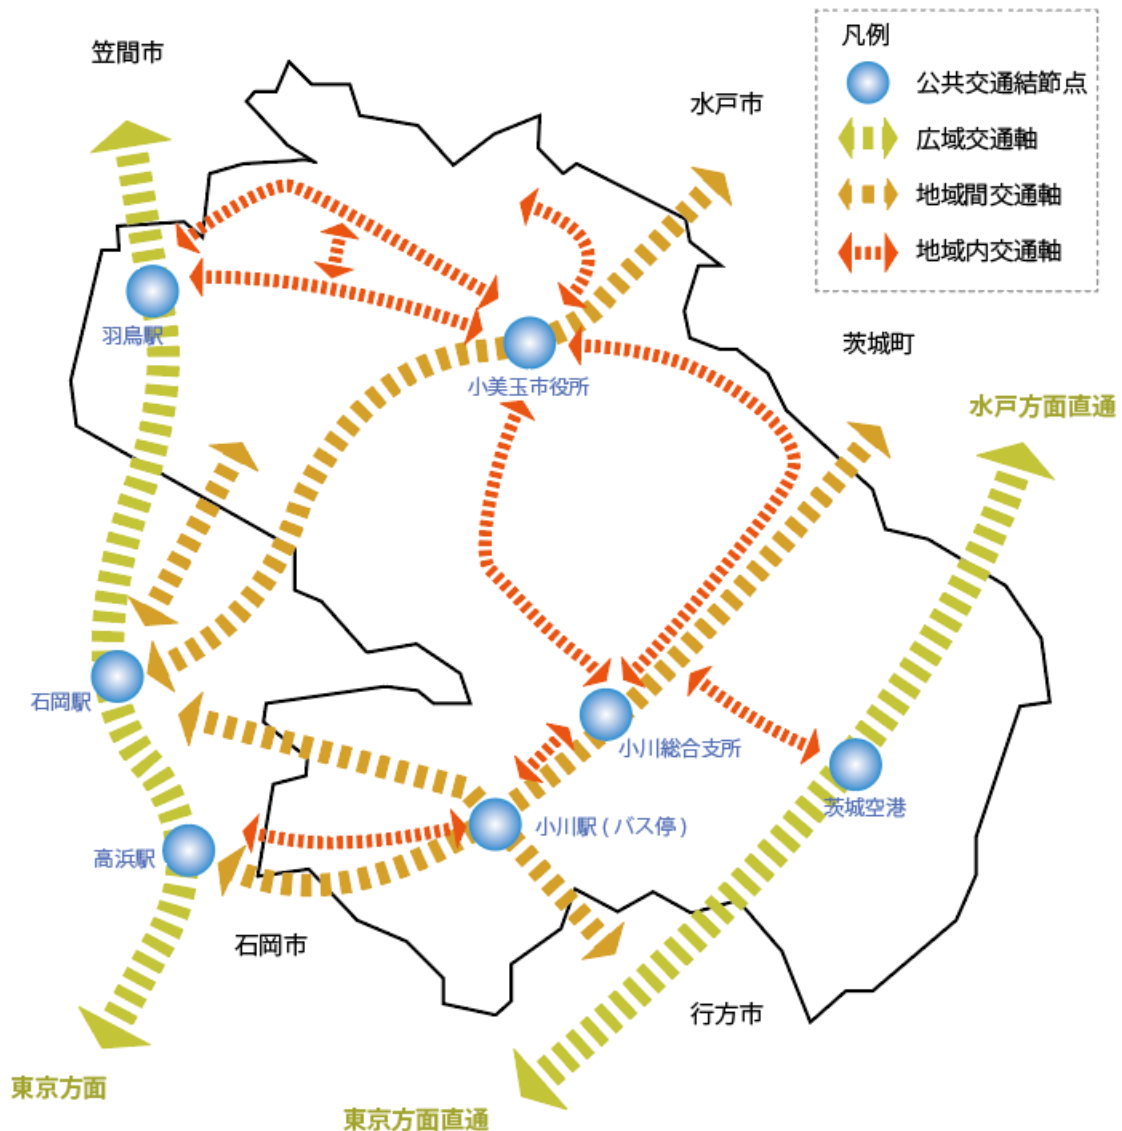 凡例
公共交通結節点
広域交通軸
地域間交通軸
地域内交通軸
笠間市
水戸市
羽鳥駅
茨城町
小美玉市役所
水戸方面直通
石岡駅
小川総合支所
茨城空港
小川駅(バス停)
高浜駅
石岡市
行方市
東京方面
東京方面直通